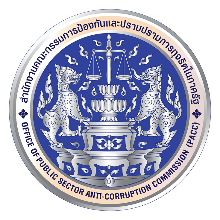 สำนักงานคณะกรรมการป้องกันและปราบปรามการทุจริตในภาครัฐ
OFFICE OF PUBLIC SECTOR ANTI-CORRUPTION COMMISSION (PACC)